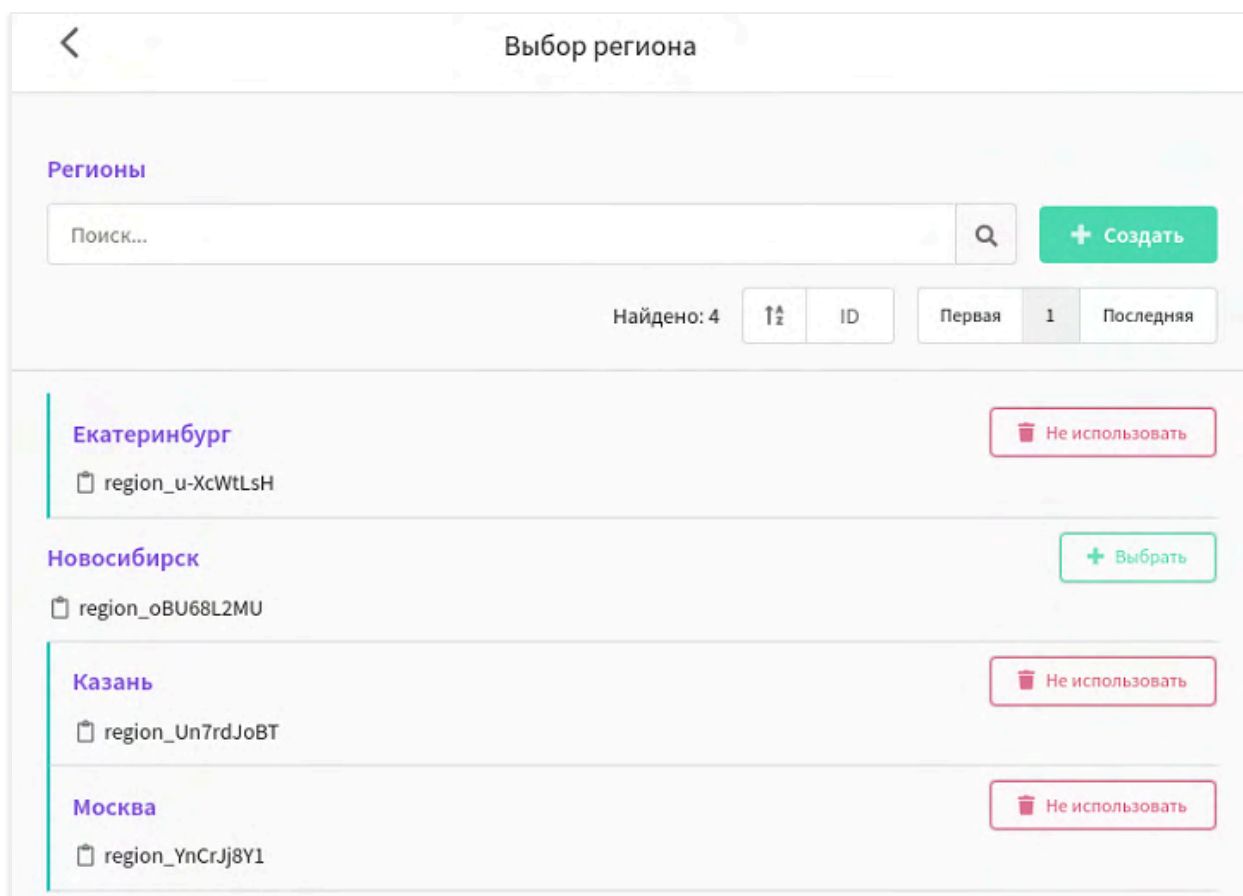 Выбор региона
Регионы
Поиск...
Создать
Найдено: 4 ID Первая 1 Последняя
Екатеринбург Не использовать
region_u-XcWtLsH
Новосибирск Выбрать
region_oBU68L2MU
Казань Не использовать
region_Un7rdJoBT
Москва Не использовать
region_YnCrJj8Y1